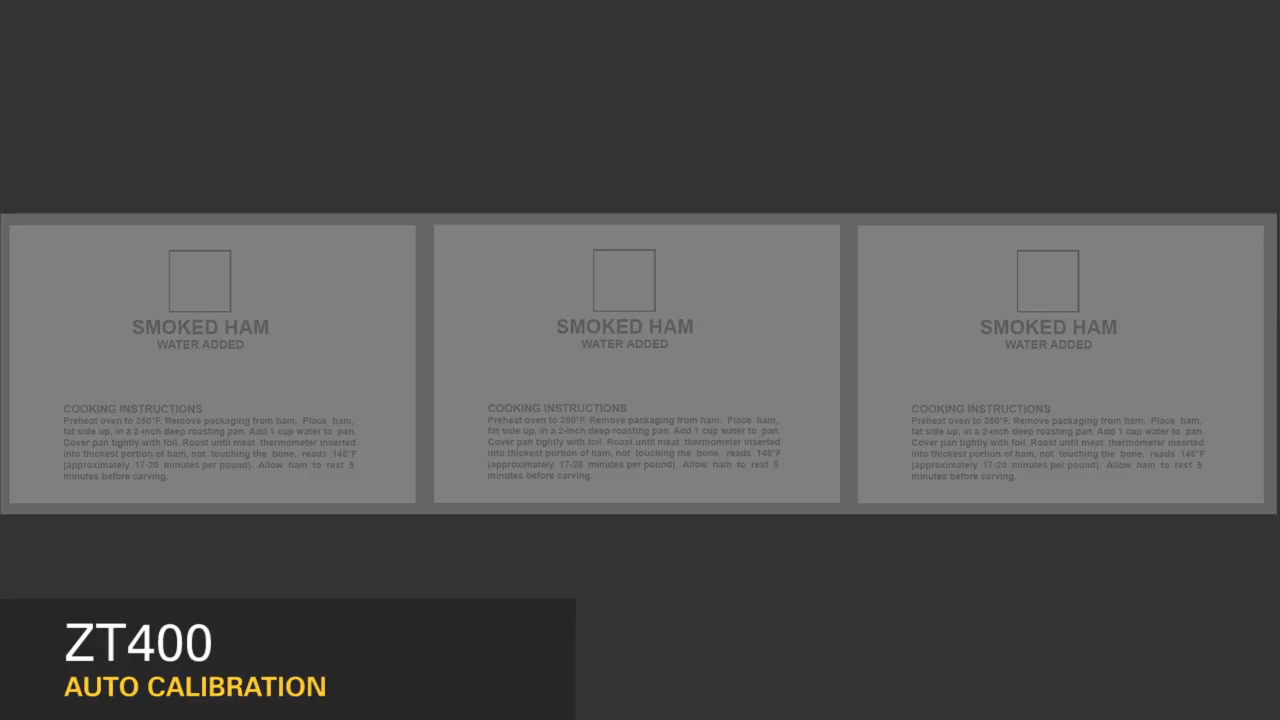 SMOKED HAM
WATER ADDED
COOKING INSTRUCTIONS
Preheat oven to 350°F. Remove packaging from ham. Place ham,
fat side up, in a 2-inch deep roasting pan. Add 1 cup water to pan.
Cover pan tightly with foil. Roast until meat thermometer inserted
into thickest portion of ham, not touching the bone, reads 148°F
(approximately 17-20 minutes per pound). Allow ham to rest 5
minutes before carving.
SMOKED HAM
WATER ADDED
COOKING INSTRUCTIONS
Preheat oven to 350°F. Remove packaging from ham. Place ham,
fat side up, in a 2-inch deep roasting pan. Add 1 cup water to pan.
Cover pan tightly with foil. Roast until meat thermometer inserted
into thickest portion of ham, not touching the bone, reads 148°F
(approximately 17-20 minutes per pound). Allow ham to rest 5
minutes before carving.
SMOKED HAM
WATER ADDED
COOKING INSTRUCTIONS
Preheat oven to 350°F. Remove packaging from ham. Place ham,
fat side up, in a 2-inch deep roasting pan. Add 1 cup water to pan.
Cover pan tightly with foil. Roast until meat thermometer inserted
into thickest portion of ham, not touching the bone, reads 148°F
(approximately 17-20 minutes per pound). Allow ham to rest 5
minutes before carving.
ZT400
AUTO CALIBRATION